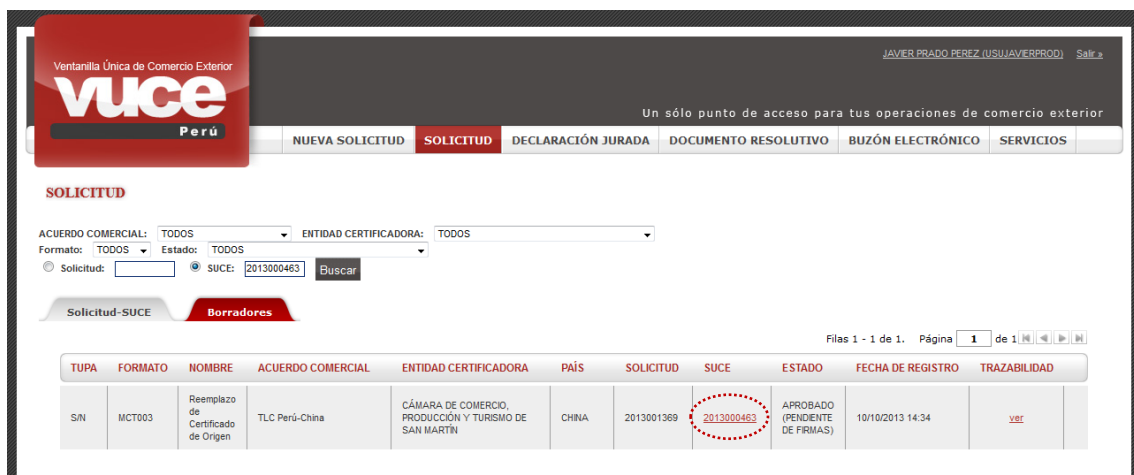 JAVIER PRADO PEREZ (USUJAVIERPROD) Salir »
Ventanilla Única de Comercio Exterior
vuce
Perú
Un sólo punto de acceso para tus operaciones de comercio exterior
NUEVA SOLICITUD SOLICITUD DECLARACIÓN JURADA DOCUMENTO RESOLUTIVO BUZÓN ELECTRÓNICO SERVICIOS
SOLICITUD
ACUERDO COMERCIAL: TODOS ENTIDAD CERTIFICADORA: TODOS
Formato: TODOS Estado: TODOS
Solicitud: SUCE: 2013000463 Buscar
Solicitud-SUCE Borradores
Filas 1 - 1 de 1. Página 1 de 1
TUPA FORMATO NOMBRE ACUERDO COMERCIAL ENTIDAD CERTIFICADORA PAÌS SOLICITUD SUCE ESTADO FECHA DE REGISTRO TRAZABILIDAD
S/N MCT003 Reemplazo de Certificado de Origen TLC Perú-China CÁMARA DE COMERCIO, PRODUCCIÓN Y TURISMO DE SAN MARTÍN CHINA 2013001369 2013000463 APROBADO (PENDIENTE DE FIRMAS) 10/10/2013 14:34 ver